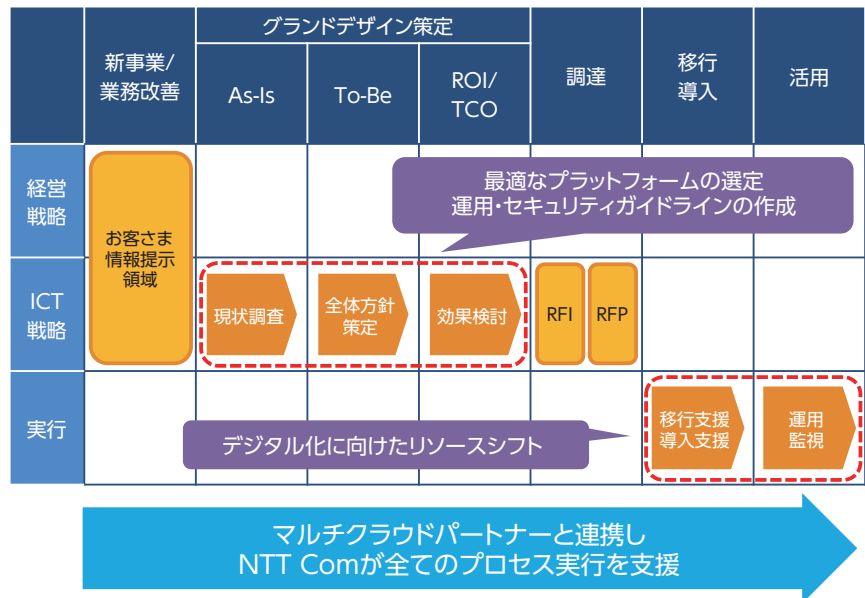 グランドデザイン策定
新事業/
業務改善
As-Is
To-Be
ROI/
TCO
調達
移行
導入
活用
経営
戦略
最適なプラットフォームの選定
運用・セキュリティガイドラインの作成
お客さま
情報提示
領域
ICT
戦略
現状調査
全体方針
策定
効果検討
RFI
RFP
実行
デジタル化に向けたリソースシフト
移行支援
導入支援
運用
監視
マルチクラウドパートナーと連携し
NTT Comが全てのプロセス実行を支援